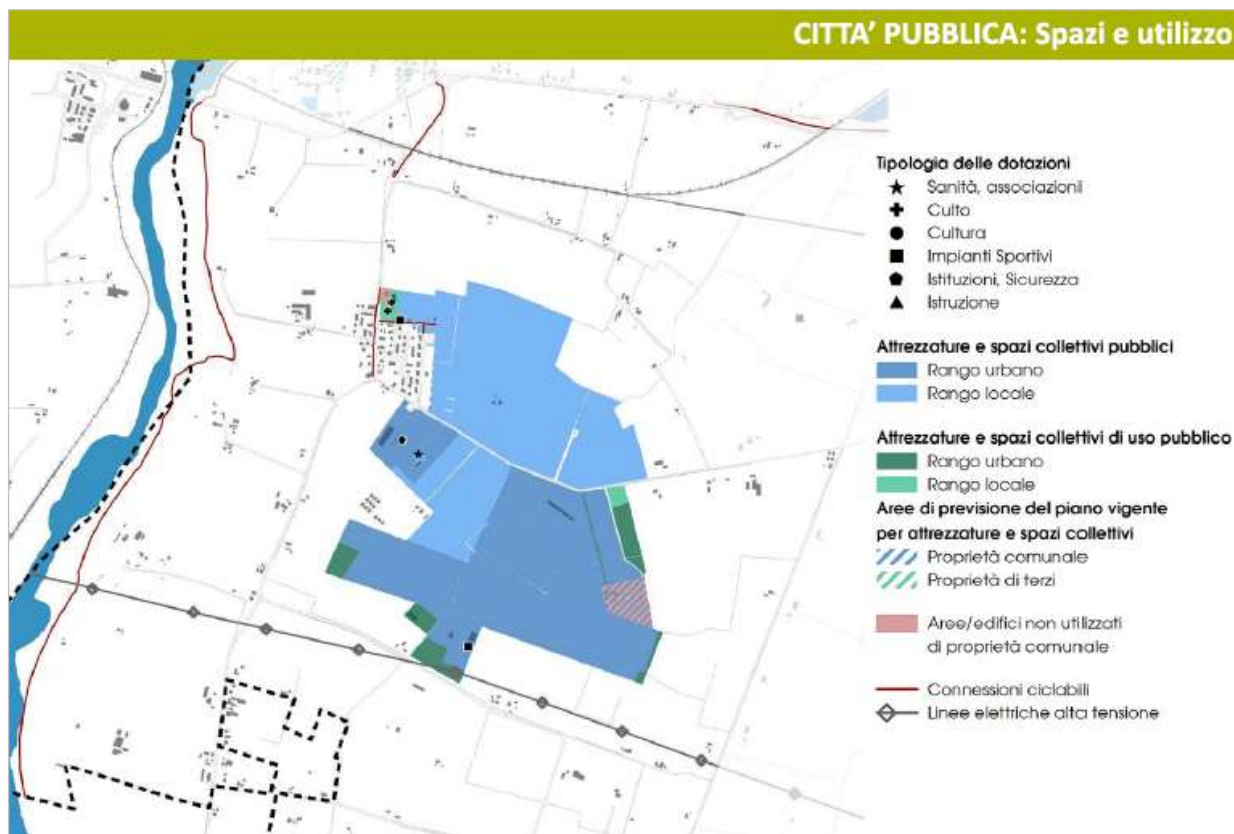 CITTA’ PUBBLICA: Spazi e utilizzo
Tipologia delle dotazioni
Sanità, associazioni
Culto
Cultura
Impianti Sportivi
Istituzioni, Sicurezza
Istruzione
Attrezzature e spazi collettivi pubblici
Rango urbano
Rango locale
Attrezzature e spazi collettivi di uso pubblico
Rango urbano
Rango locale
Aree di previsione del piano vigente
per attrezzature e spazi collettivi
Proprietà comunale
Proprietà di terzi
Aree/edifici non utilizzati
di proprietà comunale
Connessioni ciclabili
Linee elettriche alta tensione